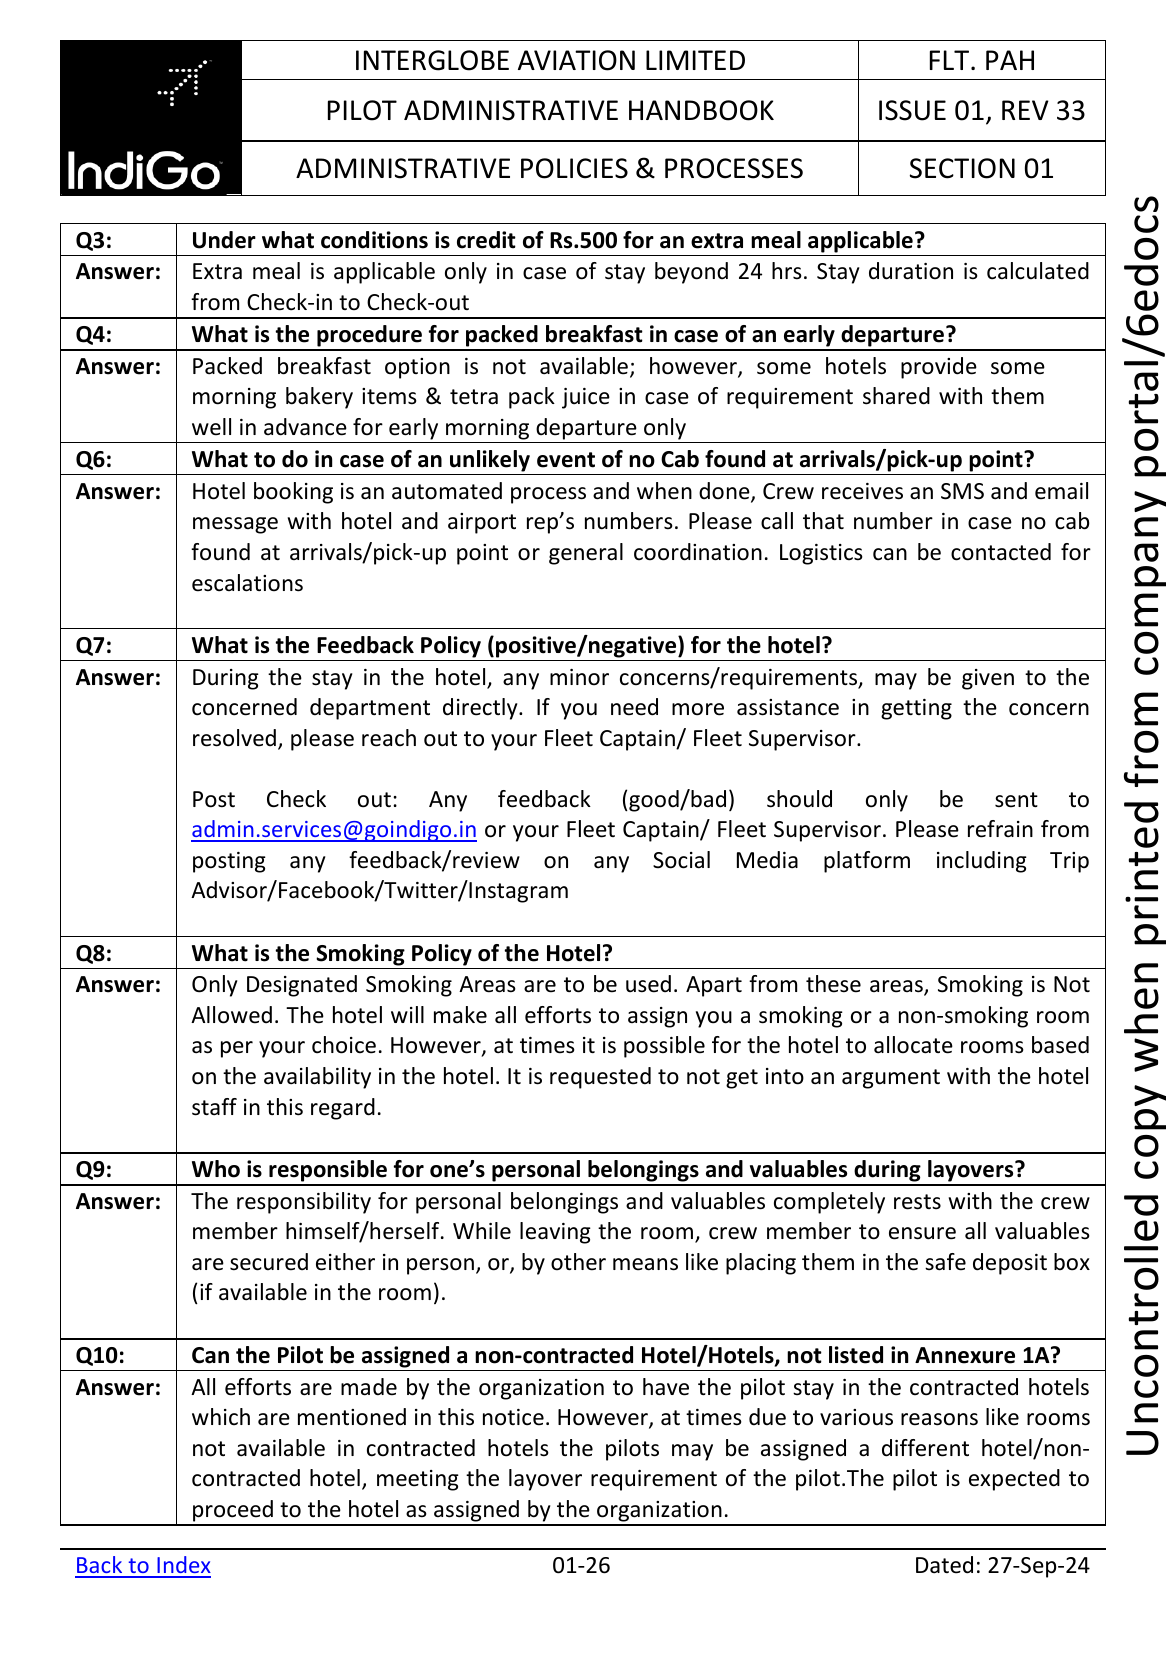 IndiGo
INTERGLOBE AVIATION LIMITED
FLT. PAH
PILOT ADMINISTRATIVE HANDBOOK
ISSUE 01, REV 33
ADMINISTRATIVE POLICIES & PROCESSES
SECTION 01
Q3:
Under what conditions is credit of Rs.500 for an extra meal applicable?
Answer:
Extra meal is applicable only in case of stay beyond 24 hrs. Stay duration is calculated
from Check-in to Check-out
Q4:
What is the procedure for packed breakfast in case of an early departure?
Answer:
Packed breakfast option is not available; however, some hotels provide some
morning bakery items & tetra pack juice in case of requirement shared with them
well in advance for early morning departure only
Q6:
What to do in case of an unlikely event of no Cab found at arrivals/pick-up point?
Answer:
Hotel booking is an automated process and when done, Crew receives an SMS and email
message with hotel and airport rep’s numbers. Please call that number in case no cab
found at arrivals/pick-up point or general coordination. Logistics can be contacted for
escalations
Q7:
What is the Feedback Policy (positive/negative) for the hotel?
Answer:
During the stay in the hotel, any minor concerns/requirements, may be given to the
concerned department directly. If you need more assistance in getting the concern
resolved, please reach out to your Fleet Captain/ Fleet Supervisor.
Post Check out: Any feedback (good/bad) should only be sent to
admin.services@goindigo.in or your Fleet Captain/ Fleet Supervisor. Please refrain from
posting any feedback/review on any Social Media platform including Trip
Advisor/Facebook/Twitter/Instagram
Q8:
What is the Smoking Policy of the Hotel?
Answer:
Only Designated Smoking Areas are to be used. Apart from these areas, Smoking is Not
Allowed. The hotel will make all efforts to assign you a smoking or a non-smoking room
as per your choice. However, at times it is possible for the hotel to allocate rooms based
on the availability in the hotel. It is requested to not get into an argument with the hotel
staff in this regard.
Q9:
Who is responsible for one’s personal belongings and valuables during layovers?
Answer:
The responsibility for personal belongings and valuables completely rests with the crew
member himself/herself. While leaving the room, crew member to ensure all valuables
are secured either in person, or, by other means like placing them in the safe deposit box
(if available in the room).
Q10:
Can the Pilot be assigned a non-contracted Hotel/Hotels, not listed in Annexure 1A?
Answer:
All efforts are made by the organization to have the pilot stay in the contracted hotels
which are mentioned in this notice. However, at times due to various reasons like rooms
not available in contracted hotels the pilots may be assigned a different hotel/non-
contracted hotel, meeting the layover requirement of the pilot.The pilot is expected to
proceed to the hotel as assigned by the organization.
Back to Index
01-26
Dated: 27-Sep-24
Uncontrolled copy when printed from company portal/6edocs